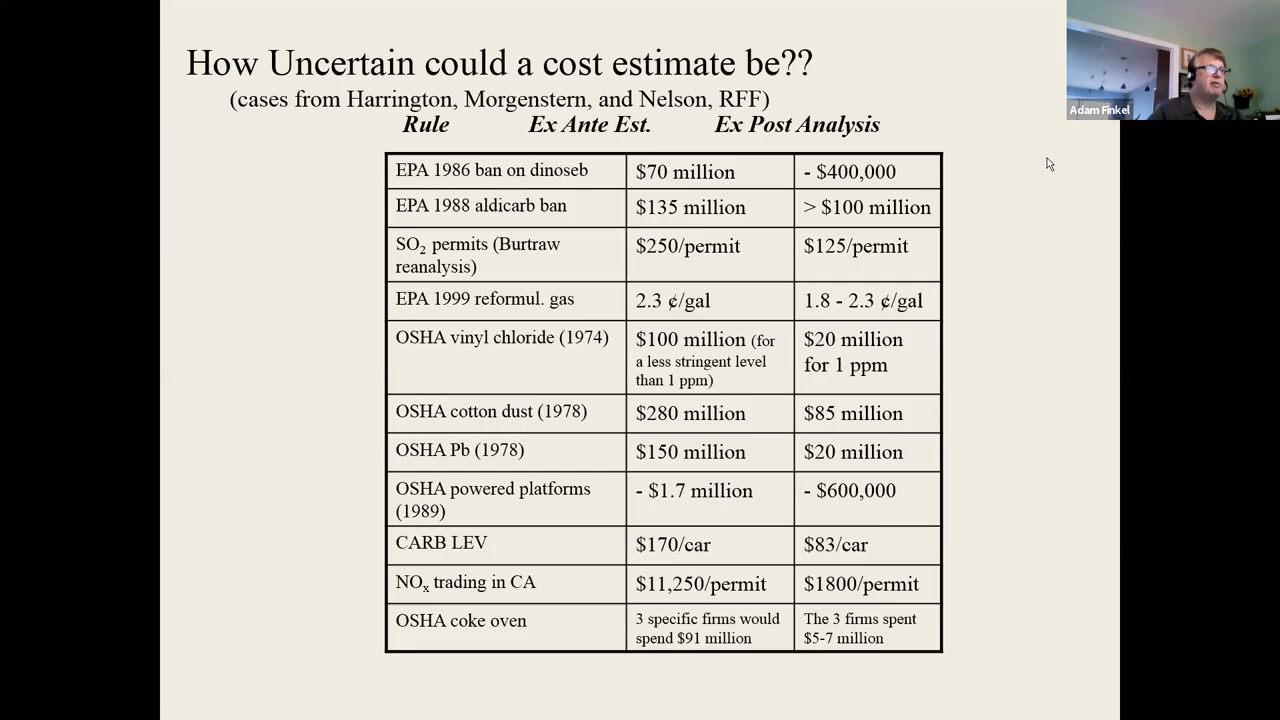 How Uncertain could a cost estimate be??
(cases from Harrington, Morgenstern, and Nelson, RFF)
Adam Finkel
Rule Ex Ante Est. Ex Post Analysis
EPA 1986 ban on dinoseb $70 million - $400,000
EPA 1988 aldicarb ban $135 million > $100 million
SO₂ permits (Burtraw $250/permit $125/permit
reanalysis)
EPA 1999 reformul. gas 2.3 ¢/gal 1.8 - 2.3 ¢/gal
OSHA vinyl chloride (1974) $100 million (for $20 million
a less stringent level for 1 ppm
than 1 ppm)
OSHA cotton dust (1978) $280 million $85 million
OSHA Pb (1978) $150 million $20 million
OSHA powered platforms - $1.7 million - $600,000
(1989)
CARB LEV $170/car $83/car
NOₓ trading in CA $11,250/permit $1800/permit
OSHA coke oven 3 specific firms would The 3 firms spent
spend $91 million $5-7 million